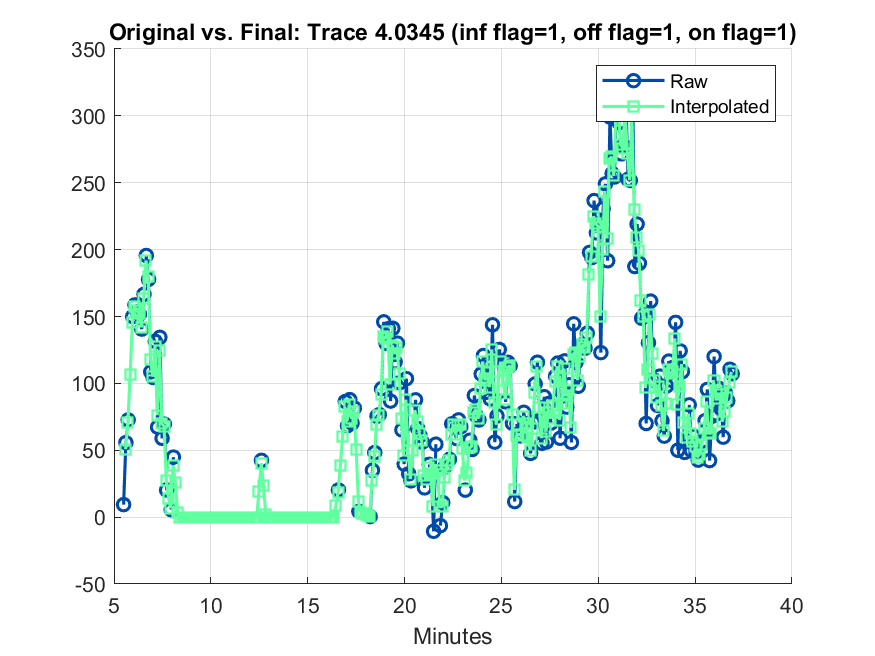 Original vs. Final: Trace 4.0345 (inf flag=1, off flag=1, on flag=1)
350
300
250
200
150
100
50
0
-50
Raw
Interpolated
5 10 15 20 25 30 35 40
Minutes